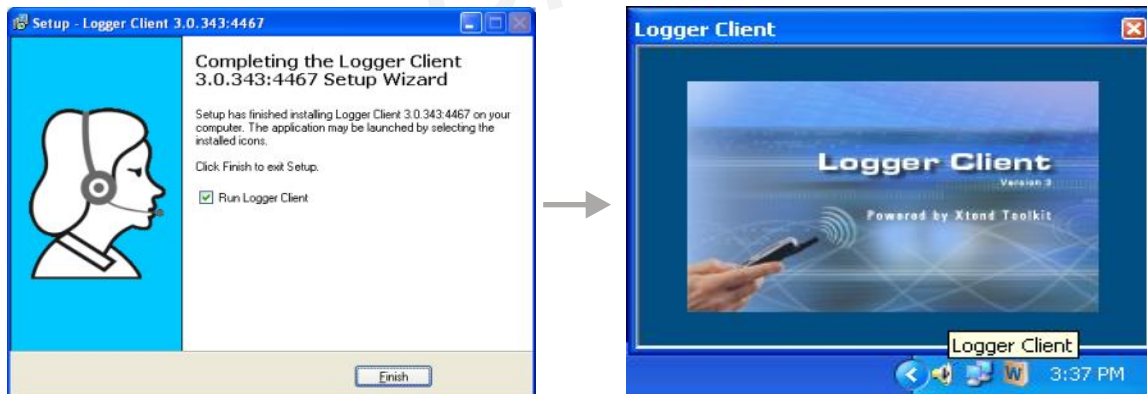 Setup - Logger Client 3.0.343:4467
Completing the Logger Client
3.0.343:4467 Setup Wizard
Setup has finished installing Logger Client 3.0.343:4467 on your
computer. The application may be launched by selecting the
installed icons.
Click Finish to exit Setup.
Run Logger Client
Finish
Logger Client
Logger Client
Version 3
Powered by Xtend Toolkit
Logger Client
W
3:37 PM